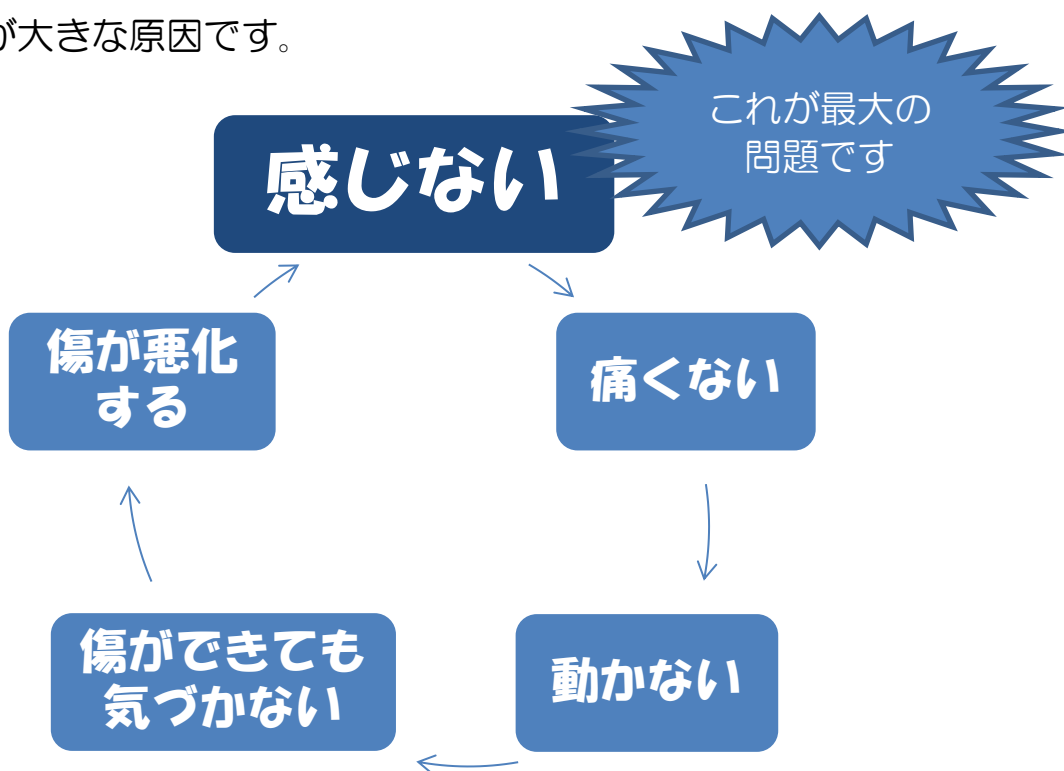 が大きな原因です。
これが最大の
問題です
感じない
痛くない
動かない
傷ができても
気づかない
傷が悪化
する